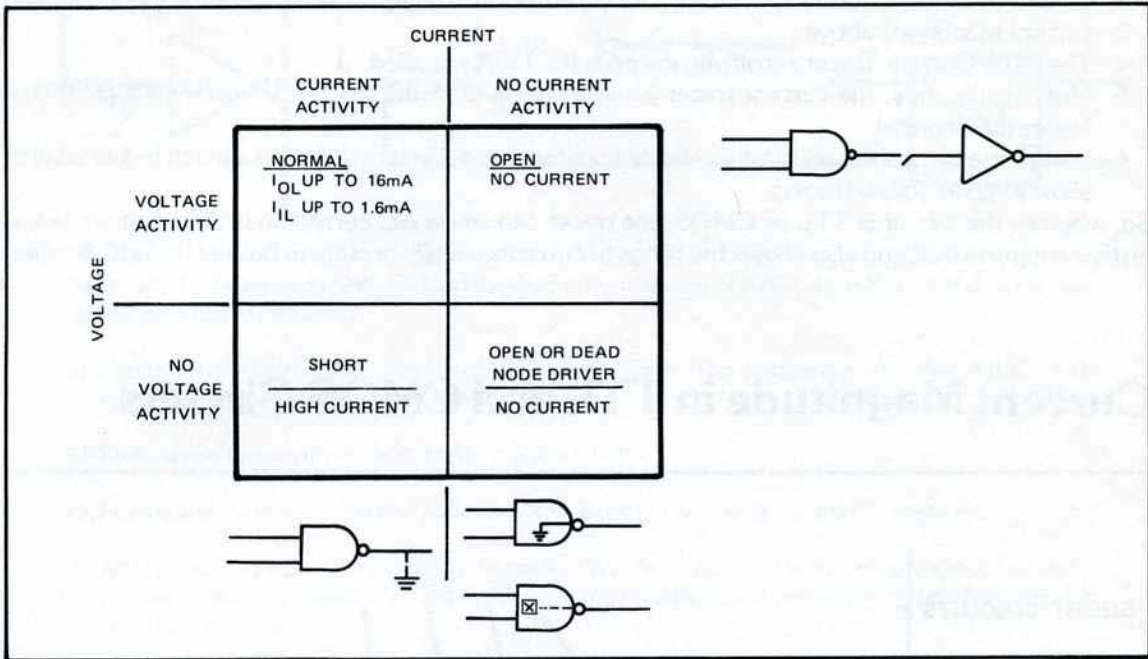 CURRENT
CURRENT
ACTIVITY
NO CURRENT
ACTIVITY
VOLTAGE
ACTIVITY
NORMAL
IOL UP TO 16mA
IIL UP TO 1.6mA
OPEN
NO CURRENT
VOLTAGE
NO
VOLTAGE
ACTIVITY
SHORT
HIGH CURRENT
OPEN OR DEAD
NODE DRIVER
NO CURRENT